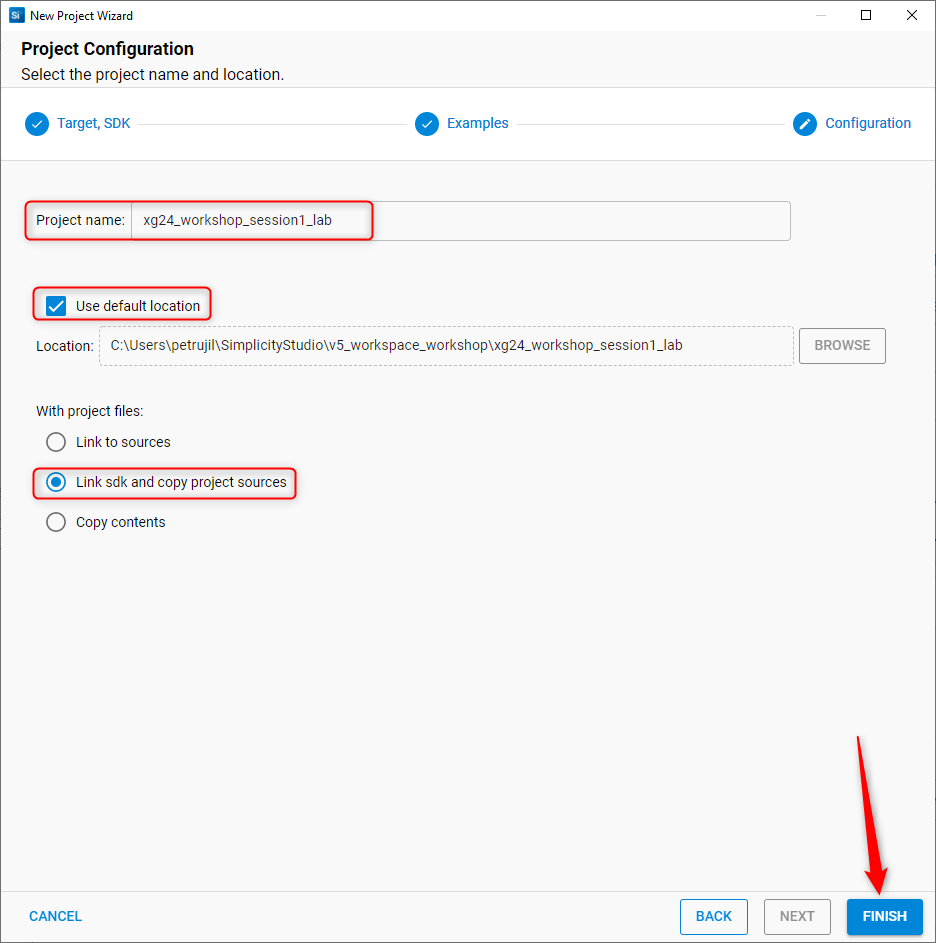 Si New Project Wizard
Project Configuration
Select the project name and location.
Target, SDK Examples Configuration
Project name: xg24_workshop_session1_lab
Use default location
Location: C:\Users\petrujil\SimplicityStudio\v5_workspace_workshop\xg24_workshop_session1_lab BROWSE
With project files:
Link to sources
Link sdk and copy project sources
Copy contents
CANCEL BACK NEXT FINISH